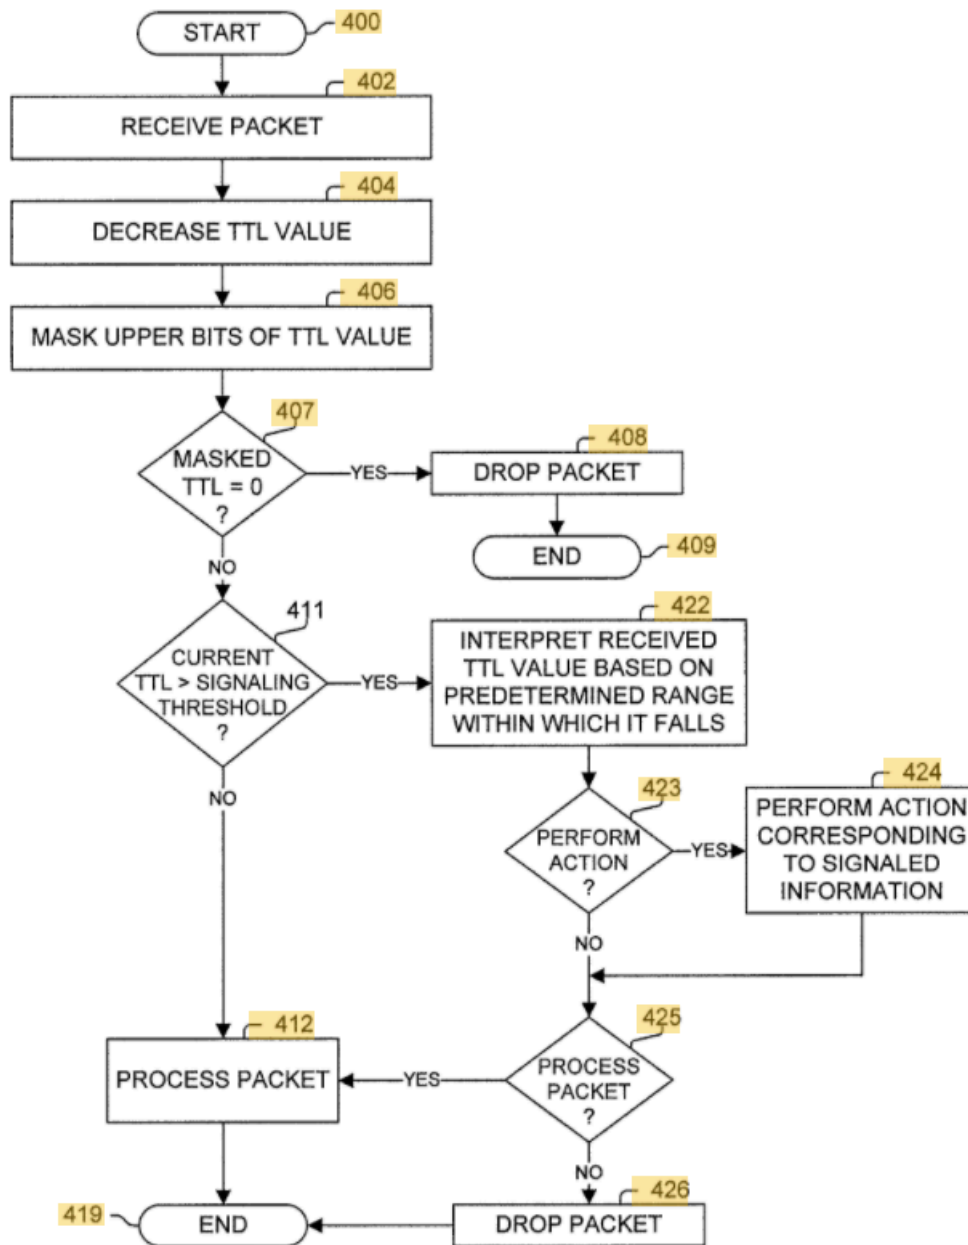 START
400
402
RECEIVE PACKET
404
DECREASE TTL VALUE
406
MASK UPPER BITS OF TTL VALUE
407
MASKED
TTL = 0
?
YES
408
DROP PACKET
END
409
NO
411
CURRENT
TTL > SIGNALING
THRESHOLD
?
YES
422
INTERPRET RECEIVED
TTL VALUE BASED ON
PREDETERMINED RANGE
WITHIN WHICH IT FALLS
NO
423
PERFORM
ACTION
?
YES
424
PERFORM ACTION
CORRESPONDING
TO SIGNALED
INFORMATION
NO
412
PROCESS PACKET
425
PROCESS
PACKET
?
YES
NO
426
DROP PACKET
419
END